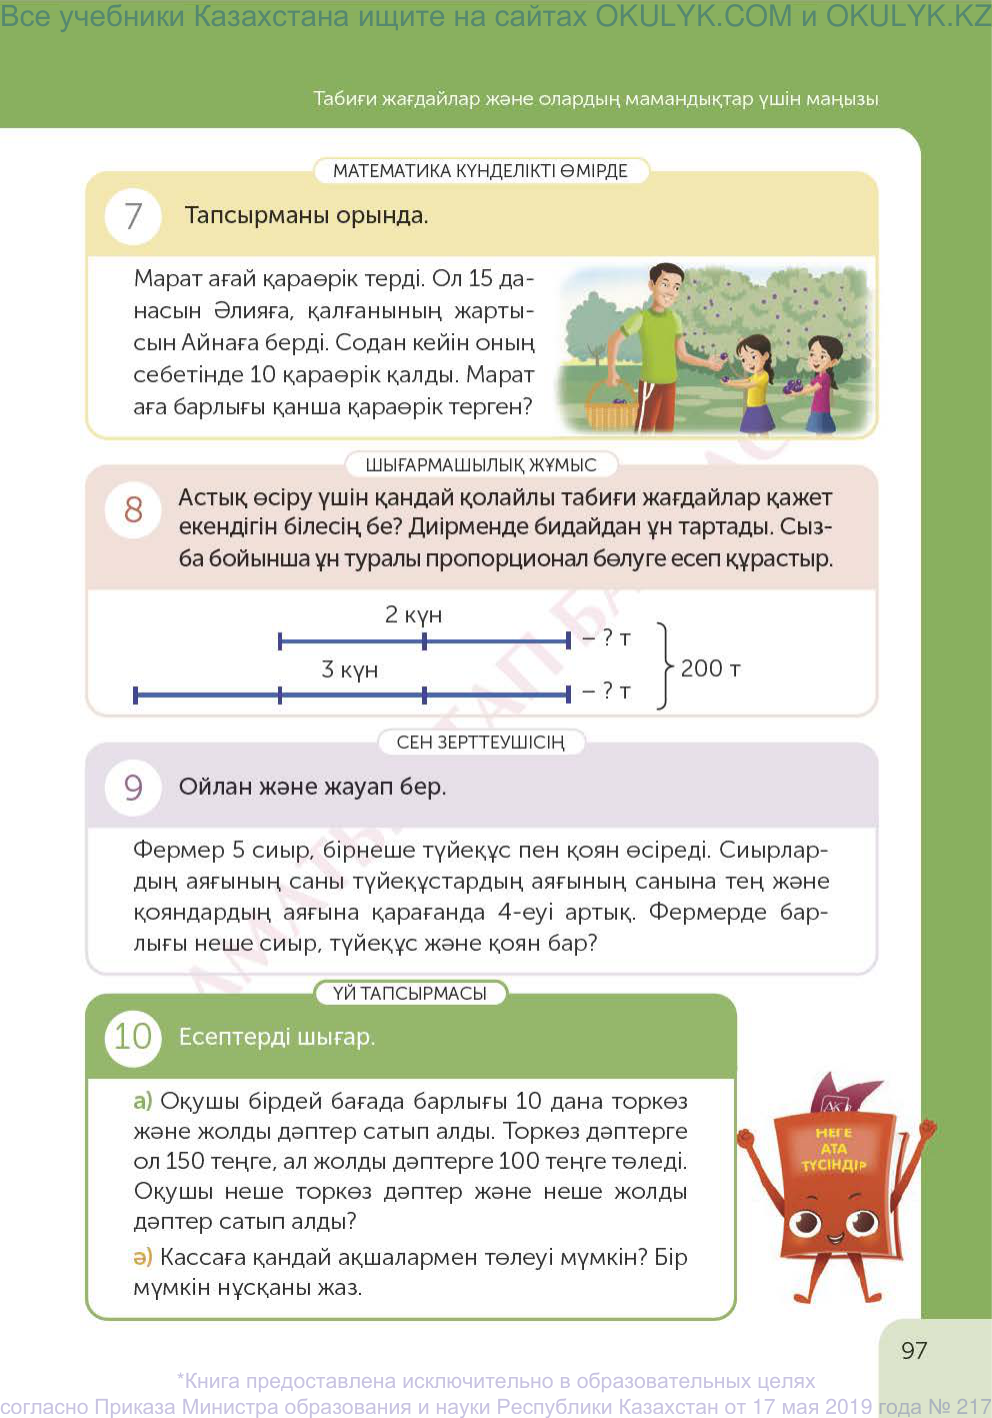 Все учебники Казахстана ищите на сайтах OKULYK.COM и OKULYK.KZ
Табиғи жағдайлар және олардың мамандықтар үшін маңызы
МАТЕМАТИКА КҮНДЕЛІКТІ ӨМІРДЕ
7 Тапсырманы орында.
Марат ағай қараөрік терді. Ол 15 да-
насын Әлияға, қалғанының жарты-
сын Айнаға берді. Содан кейін оның
себетінде 10 қараөрік қалды. Марат
аға барлығы қанша қараөрік терген?
ШЫҒАРМАШЫЛЫҚ ЖҰМЫС
8 Астық өсіру үшін қандай қолайлы табиғи жағдайлар қажет
екендігін білесің бе? Диірменде бидайдан ұн тартады. Сыз-
ба бойынша ұн туралы пропорционал бөлуге есеп құрастыр.
2 күн
– ? т
3 күн
200 т
– ? т
СЕН ЗЕРТТЕУШІСІҢ
9 Ойлан және жауап бер.
Фермер 5 сиыр, бірнеше түйеқұс пен қоян өсіреді. Сиырлар-
дың аяғының саны түйеқұстардың аяғының санына тең және
қояндардың аяғына қарағанда 4-еуі артық. Фермерде бар-
лығы неше сиыр, түйеқұс және қоян бар?
ҮЙ ТАПСЫРМАСЫ
10 Есептерді шығар.
а) Оқушы бірдей бағада барлығы 10 дана торкөз
және жолды дәптер сатып алды. Торкөз дәптерге
ол 150 теңге, ал жолды дәптерге 100 теңге төледі.
Оқушы неше торкөз дәптер және неше жолды
дәптер сатып алды?
ә) Кассаға қандай ақшалармен төлеуі мүмкін? Бір
мүмкін нұсқаны жаз.
НЕГЕ
АТА
ТҮСІНДІР
97
*Книга предоставлена исключительно в образовательных целях
согласно Приказа Министра образования и науки Республики Казахстан от 17 мая 2019 года № 217